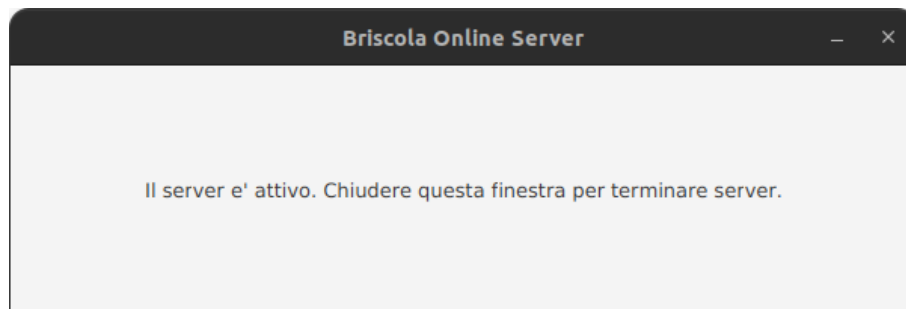 Briscola Online Server
Il server e' attivo. Chiudere questa finestra per terminare server.